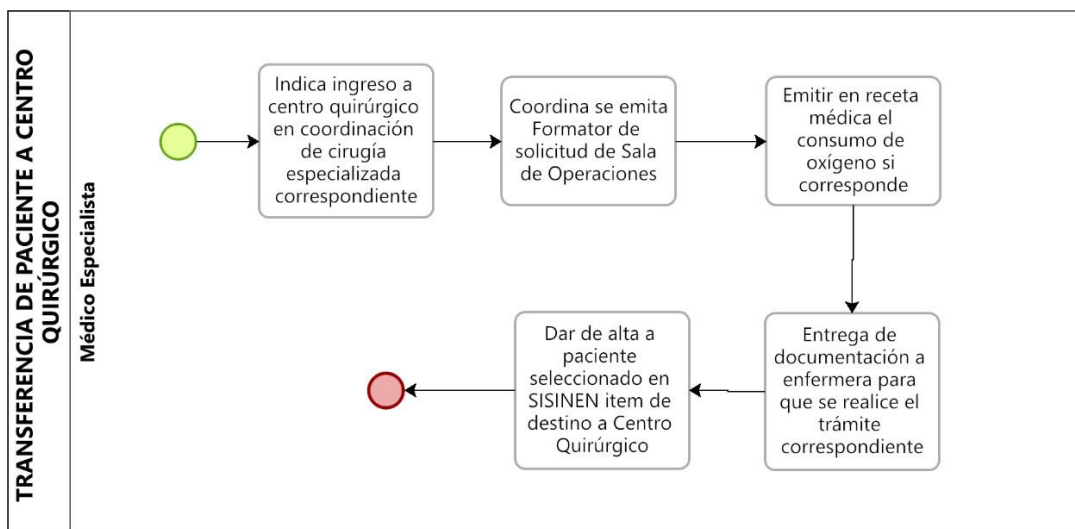 TRANSFERENCIA DE PACIENTE A CENTRO
QUIRÚRGICO
Médico Especialista
Indica ingreso a
centro quirúrgico
en coordinación
de cirugía
especializada
correspondiente
Coordina se emita
Formator de
solicitud de Sala
de Operaciones
Emitir en receta
médica el
consumo de
oxígeno si
corresponde
Entrega de
documentación a
enfermera para
que se realice el
trámite
correspondiente
Dar de alta a
paciente
seleccionado en
SISINEN item de
destino a Centro
Quirúrgico